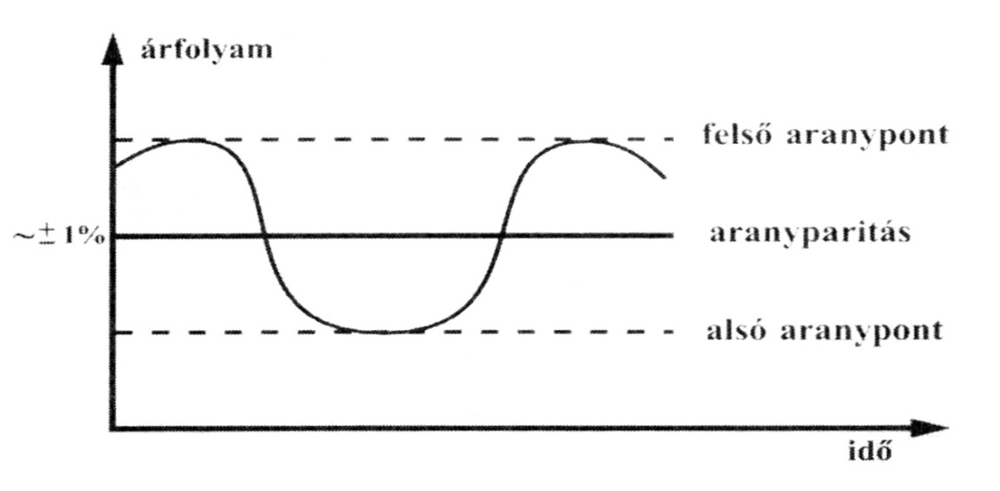 árfolyam
felső aranypont
~±1%
aranyparitás
alsó aranypont
idő